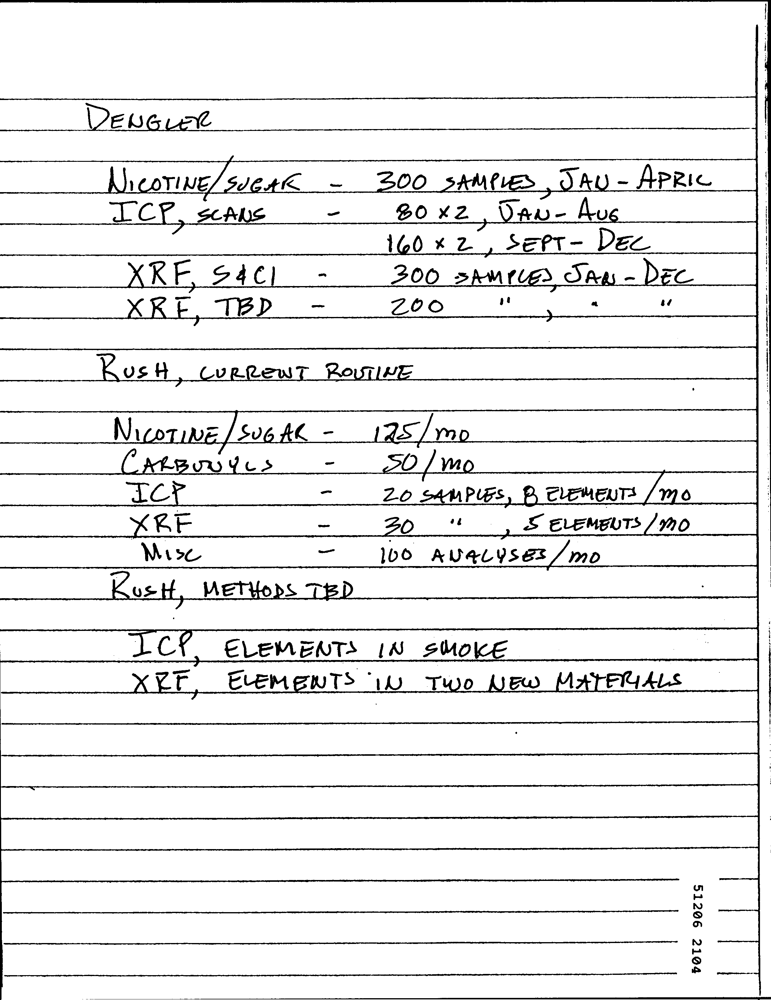 DENGLER
NICOTINE/SUGAR - 300 SAMPLES, JAN - APRIL
ICP, SCANS - 80 x 2, JAN - AUG
160 x 2, SEPT - DEC
XRF, S&Cl - 300 SAMPLES, JAN - DEC
XRF, TBD - 200 " , " "
RUSH, CURRENT ROUTINE
NICOTINE/SUGAR - 125/mo
CARBONYLS - 50/mo
ICP - 20 SAMPLES, 8 ELEMENTS/mo
XRF - 30 " , 5 ELEMENTS/mo
MISC - 100 ANALYSES/mo
RUSH, METHODS TBD
ICP, ELEMENTS IN SMOKE
XRF, ELEMENTS IN TWO NEW MATERIALS
51206 2104